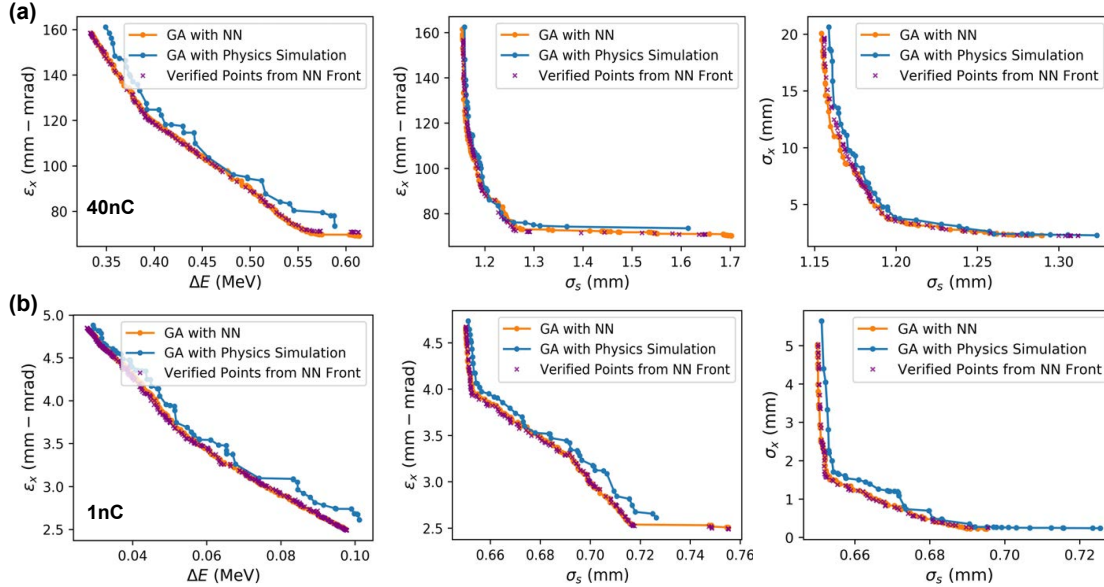 (a)
160
140
120
100
80
εx (mm − mrad)
GA with NN
GA with Physics Simulation
Verified Points from NN Front
40nC
0.35 0.40 0.45 0.50 0.55 0.60
ΔE (MeV)
160
140
120
100
80
εx (mm − mrad)
GA with NN
GA with Physics Simulation
Verified Points from NN Front
1.2 1.3 1.4 1.5 1.6 1.7
σs (mm)
20
15
10
5
σx (mm)
GA with NN
GA with Physics Simulation
Verified Points from NN Front
1.15 1.20 1.25 1.30
σs (mm)
(b)
5.0
4.5
4.0
3.5
3.0
2.5
εx (mm − mrad)
GA with NN
GA with Physics Simulation
Verified Points from NN Front
1nC
0.04 0.06 0.08 0.10
ΔE (MeV)
4.5
4.0
3.5
3.0
2.5
εx (mm − mrad)
GA with NN
GA with Physics Simulation
Verified Points from NN Front
0.66 0.68 0.70 0.72 0.74
σs (mm)
5
4
3
2
1
0
σx (mm)
GA with NN
GA with Physics Simulation
Verified Points from NN Front
0.66 0.68 0.70 0.72
σs (mm)